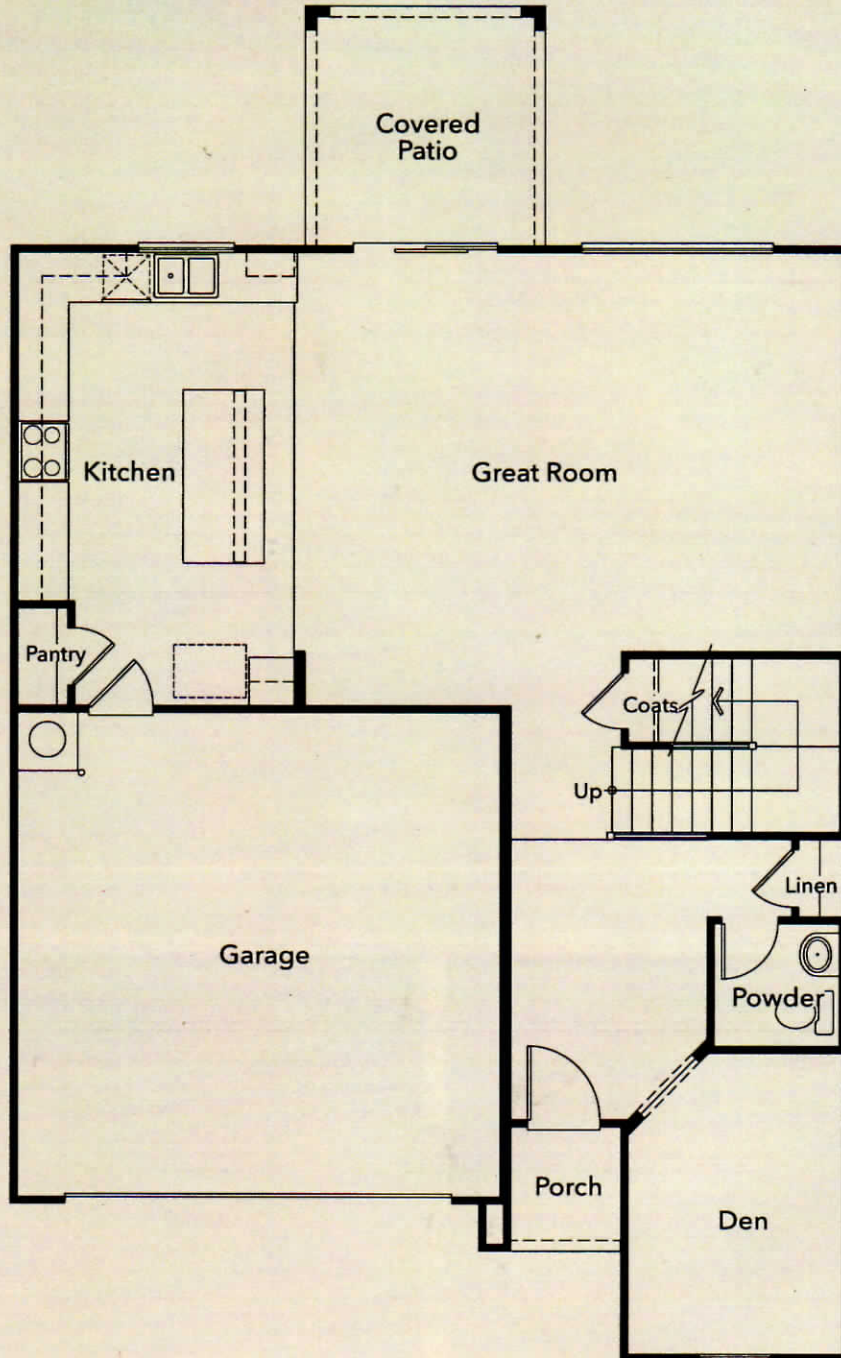 Covered
Patio
Kitchen
Great Room
Pantry
Coats
Up
Linen
Garage
Powder
Porch
Den